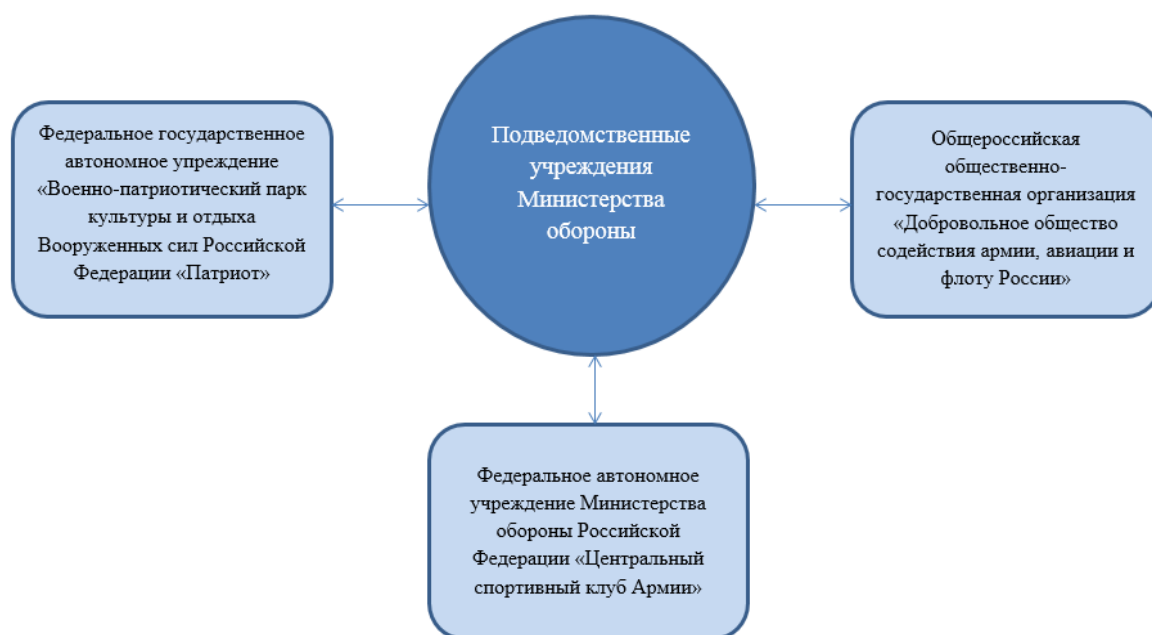 Подведомственные
учреждения
Министерства
обороны
Федеральное государственное
автономное упреждение
«Военно-патриотический парк
культуры и отдыха
Вооруженных сил Российской
Федерации «Патриот»
Общероссийская
общественно-
государственная организация
«Добровольное общество
содействия армии, авиации и
флоту России»
Федеральное автономное
учреждение Министерства
обороны Российской
Федерации «Центральный
спортивный клуб Армии»